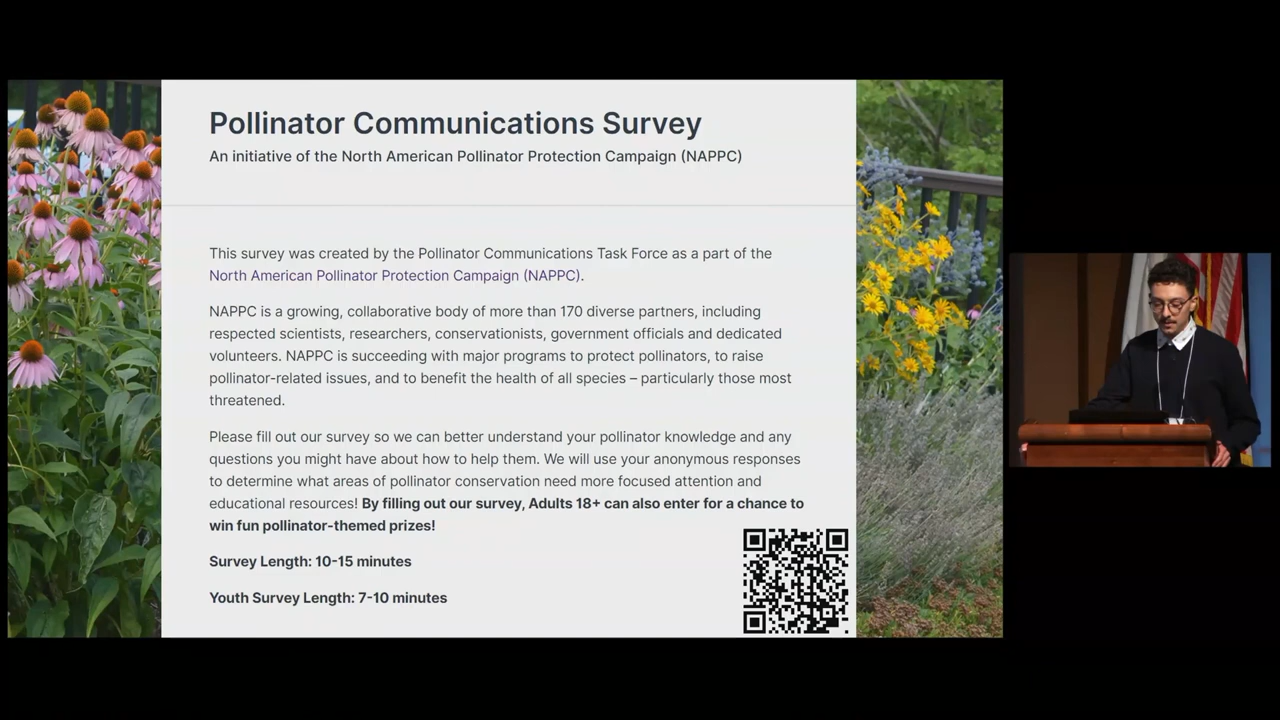 Pollinator Communications Survey
An initiative of the North American Pollinator Protection Campaign (NAPPC)
This survey was created by the Pollinator Communications Task Force as a part of the
North American Pollinator Protection Campaign (NAPPC).
NAPPC is a growing, collaborative body of more than 170 diverse partners, including
respected scientists, researchers, conservationists, government officials and dedicated
volunteers. NAPPC is succeeding with major programs to protect pollinators, to raise
pollinator-related issues, and to benefit the health of all species – particularly those most
threatened.
Please fill out our survey so we can better understand your pollinator knowledge and any
questions you might have about how to help them. We will use your anonymous responses
to determine what areas of pollinator conservation need more focused attention and
educational resources! By filling out our survey, Adults 18+ can also enter for a chance to
win fun pollinator-themed prizes!
Survey Length: 10-15 minutes
Youth Survey Length: 7-10 minutes